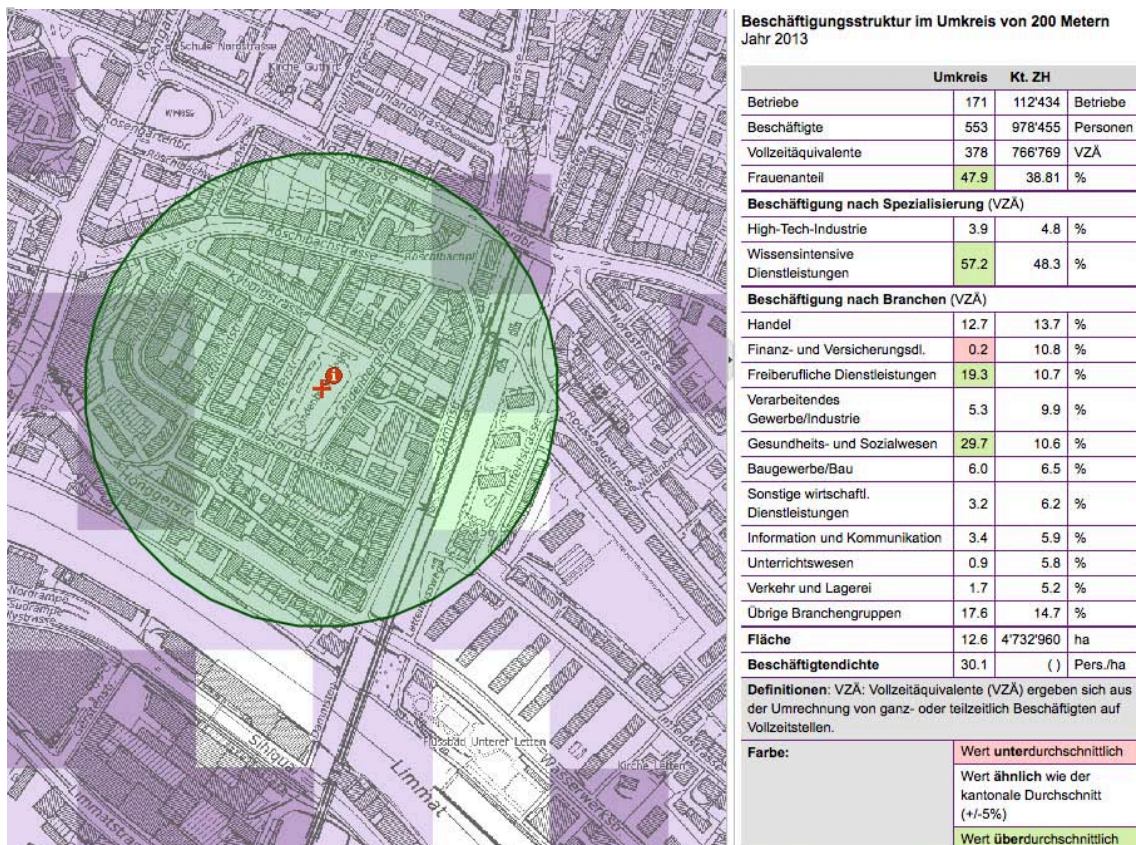 Beschäftigungsstruktur im Umkreis von 200 Metern
Jahr 2013
Umkreis Kt. ZH
Betriebe 171 112'434 Betriebe
Beschäftigte 553 978'455 Personen
Vollzeitäquivalente 378 766'769 VZÄ
Frauenanteil 47.9 38.81 %
Beschäftigung nach Spezialisierung (VZÄ)
High-Tech-Industrie 3.9 4.8 %
Wissensintensive
Dienstleistungen 57.2 48.3 %
Beschäftigung nach Branchen (VZÄ)
Handel 12.7 13.7 %
Finanz- und Versicherungsdl. 0.2 10.8 %
Freiberufliche Dienstleistungen 19.3 10.7 %
Verarbeitendes
Gewerbe/Industrie 5.3 9.9 %
Gesundheits- und Sozialwesen 29.7 10.6 %
Baugewerbe/Bau 6.0 6.5 %
Sonstige wirtschaftl.
Dienstleistungen 3.2 6.2 %
Information und Kommunikation 3.4 5.9 %
Unterrichtswesen 0.9 5.8 %
Verkehr und Lagerei 1.7 5.2 %
Übrige Branchengruppen 17.6 14.7 %
Fläche 12.6 4'732'960 ha
Beschäftigtendichte 30.1 ( ) Pers./ha
Definitionen: VZÄ: Vollzeitäquivalente (VZÄ) ergeben sich aus
der Umrechnung von ganz- oder teilzeitlich Beschäftigten auf
Vollzeitstellen.
Farbe:
Wert unterdurchschnittlich
Wert ähnlich wie der
kantonale Durchschnitt
(+/-5%)
Wert überdurchschnittlich
Schule Nordstrasse
Kirche Guth
Rosengartenbr.
Röschibachstrasse
Röschibachpl
Nordstrasse
Rousseaustrasse
Hönggerstr
Nordrampe
Südrampe
Sihlquai
Flussbad Unterer Letten
Limmat
Kirche Letten
Wasserwerkstr